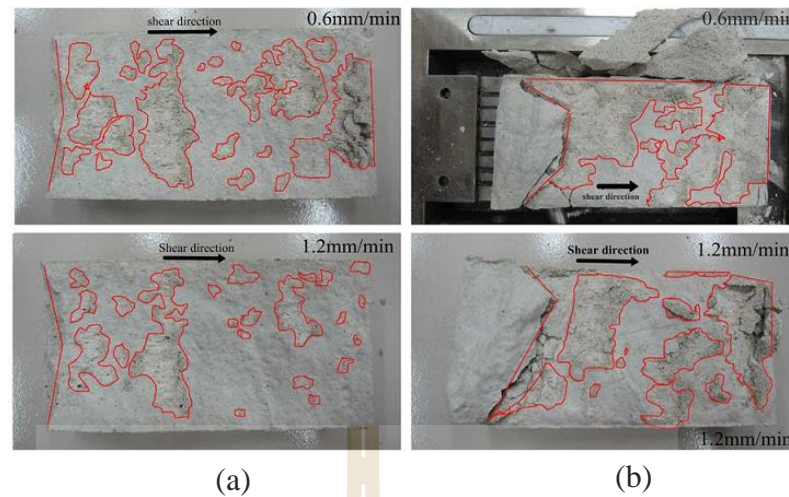 0.6mm/min
shear direction
0.6mm/min
shear direction
1.2mm/min
Shear direction
1.2mm/min
Shear direction
1.2mm/min
(a)
(b)